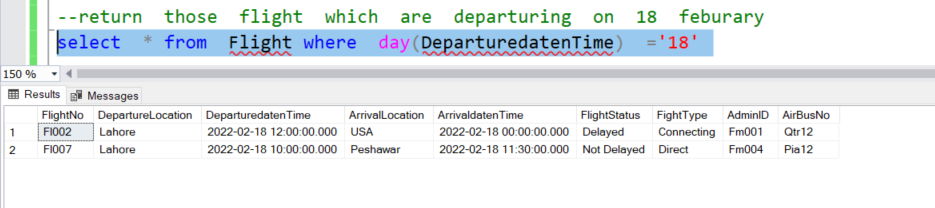 --return those flight which are departuring on 18 feburary
select * from Flight where day(DeparturedatenTime) ='18'
150 %
Results Messages
FlightNo DepartureLocation DeparturedatenTime ArrivalLocation ArrivaldatenTime FlightStatus FightType AdminID AirBusNo
1 Fl002 Lahore 2022-02-18 12:00:00.000 USA 2022-02-18 00:00:00.000 Delayed Connecting Fm001 Qtr12
2 Fl007 Lahore 2022-02-18 10:00:00.000 Peshawar 2022-02-18 11:30:00.000 Not Delayed Direct Fm004 Pia12